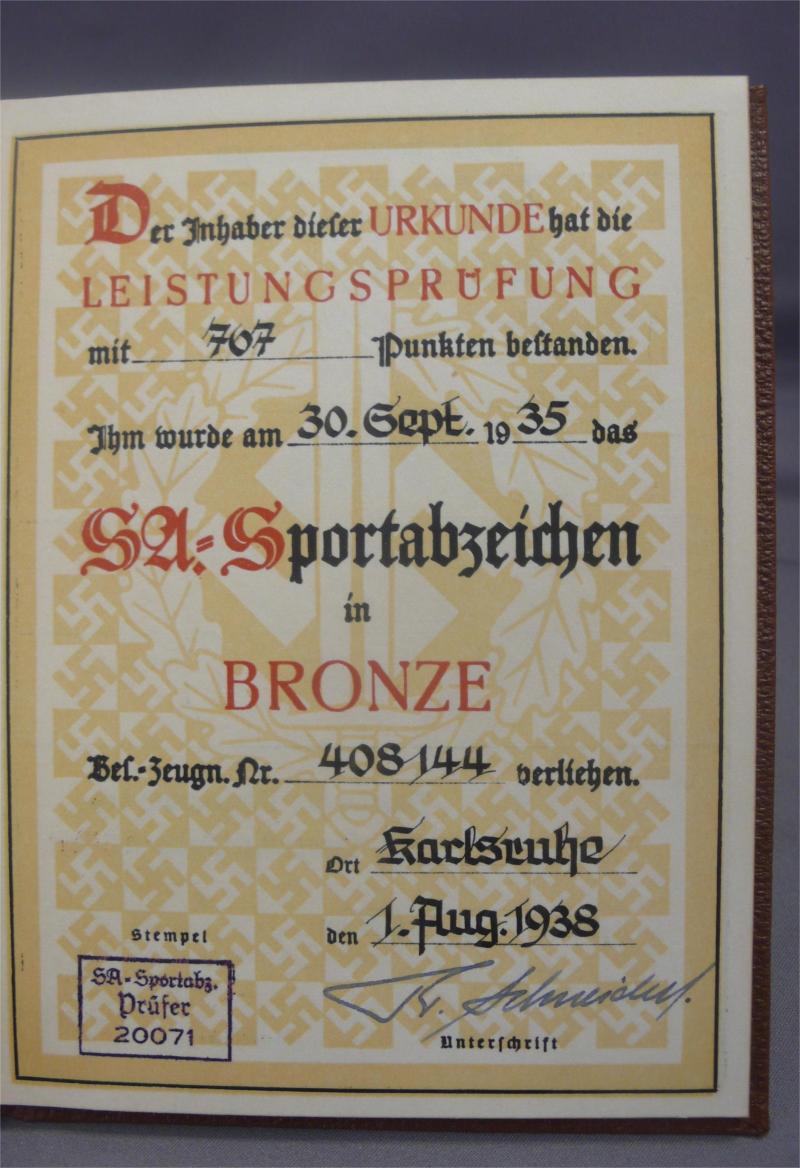 Der Inhaber dieser URKUNDE hat die
LEISTUNGSPRÜFUNG
mit 767 Punkten bestanden.
Ihm wurde am 30. Sept. 1935 das
SA-Sportabzeichen
in
BRONZE
Bes.-Zeugn. Nr. 408144 verliehen.
Ort Karlsruhe
den 1. Aug. 1938
Stempel
SA-Sportabz.
Prüfer
20071
Schneider.
Unterschrift